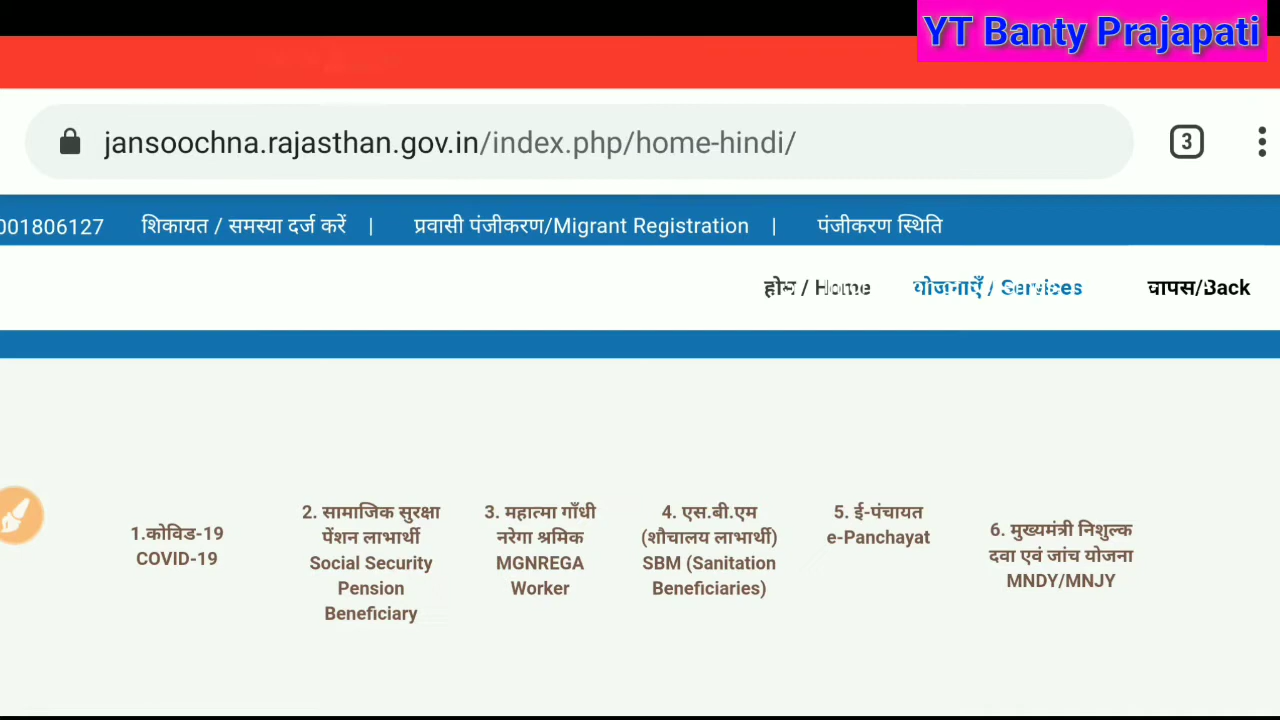 YT Banty Prajapati
jansoochna.rajasthan.gov.in/index.php/home-hindi/
3
001806127 शिकायत / समस्या दर्ज करें | प्रवासी पंजीकरण/Migrant Registration | पंजीकरण स्थिति
होम / Home योजनाएँ / Services वापस/Back
1.कोविड-19
COVID-19
2. सामाजिक सुरक्षा
पेंशन लाभार्थी
Social Security
Pension
Beneficiary
3. महात्मा गाँधी
नरेगा श्रमिक
MGNREGA
Worker
4. एस.बी.एम
(शौचालय लाभार्थी)
SBM (Sanitation
Beneficiaries)
5. ई-पंचायत
e-Panchayat
6. मुख्यमंत्री निशुल्क
दवा एवं जांच योजना
MNDY/MNJY